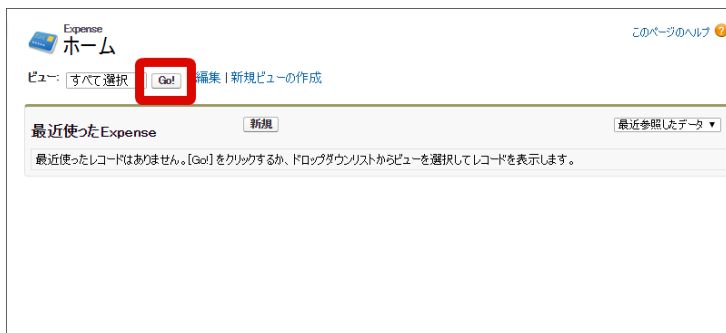 Expense
ホーム
このページのヘルプ ?
ビュー: すべて選択 Go! 編集 | 新規ビューの作成
最近使ったExpense 新規 最近参照したデータ ▼
最近使ったレコードはありません。[Go!] をクリックするか、ドロップダウンリストからビューを選択してレコードを表示します。